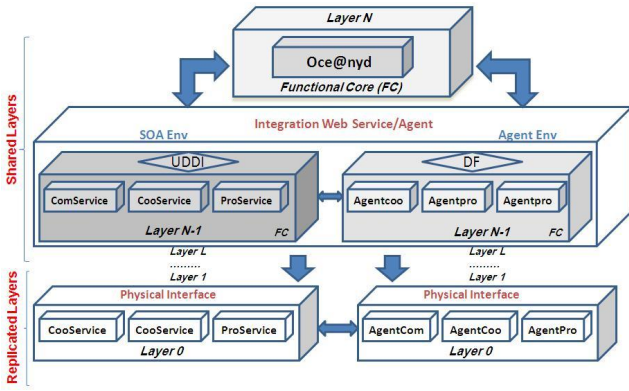 Layer N
Oce@nyd
Functional Core (FC)
Shared Layers
Integration Web Service/Agent
SOA Env
Agent Env
UDDI
DF
ComService
CooService
ProService
Agentcoo
Agentpro
Agentpro
Layer N-1
FC
Layer N-1
FC
Layer L
Layer L
.........
.........
Layer 1
Layer 1
Replicated Layers
Physical Interface
Physical Interface
CooService
CooService
ProService
AgentCom
AgentCoo
AgentPro
Layer 0
Layer 0